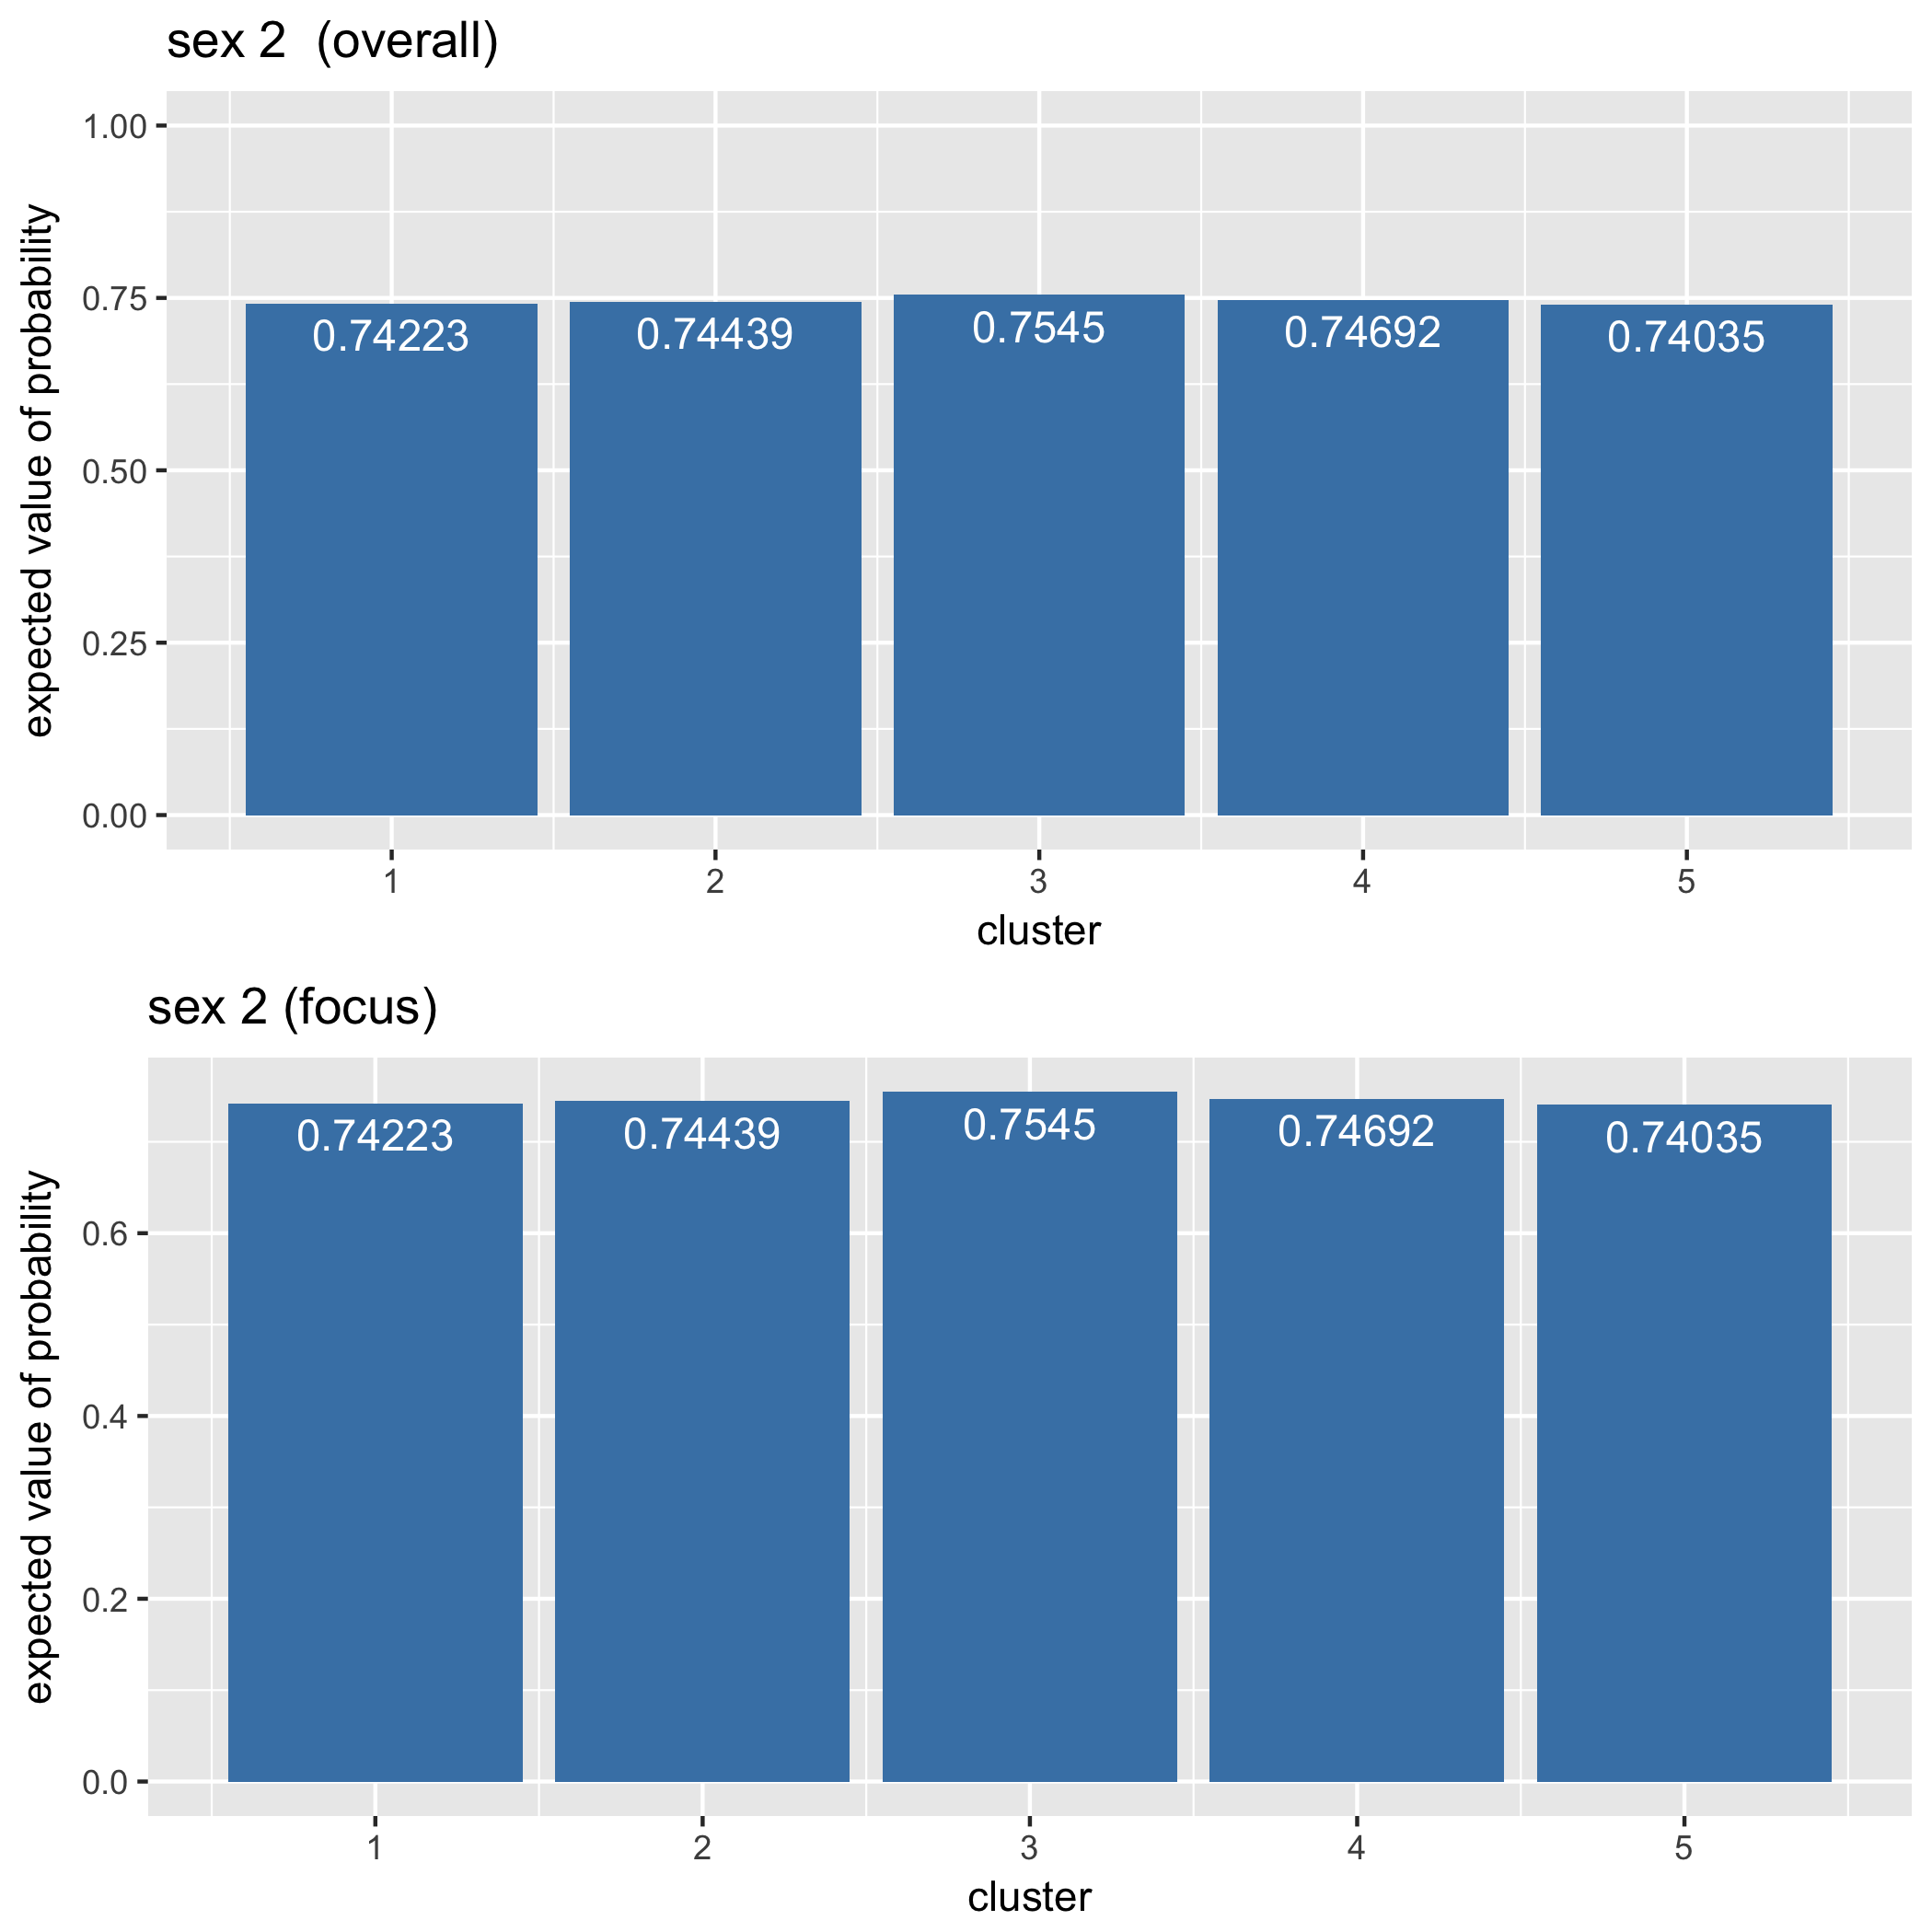 sex 2  (overall)
expected value of probability
1.00
0.75
0.50
0.25
0.00
0.74223 0.74439 0.7545 0.74692 0.74035
1 2 3 4 5
cluster
sex 2 (focus)
expected value of probability
0.6
0.4
0.2
0.0
0.74223 0.74439 0.7545 0.74692 0.74035
1 2 3 4 5
cluster